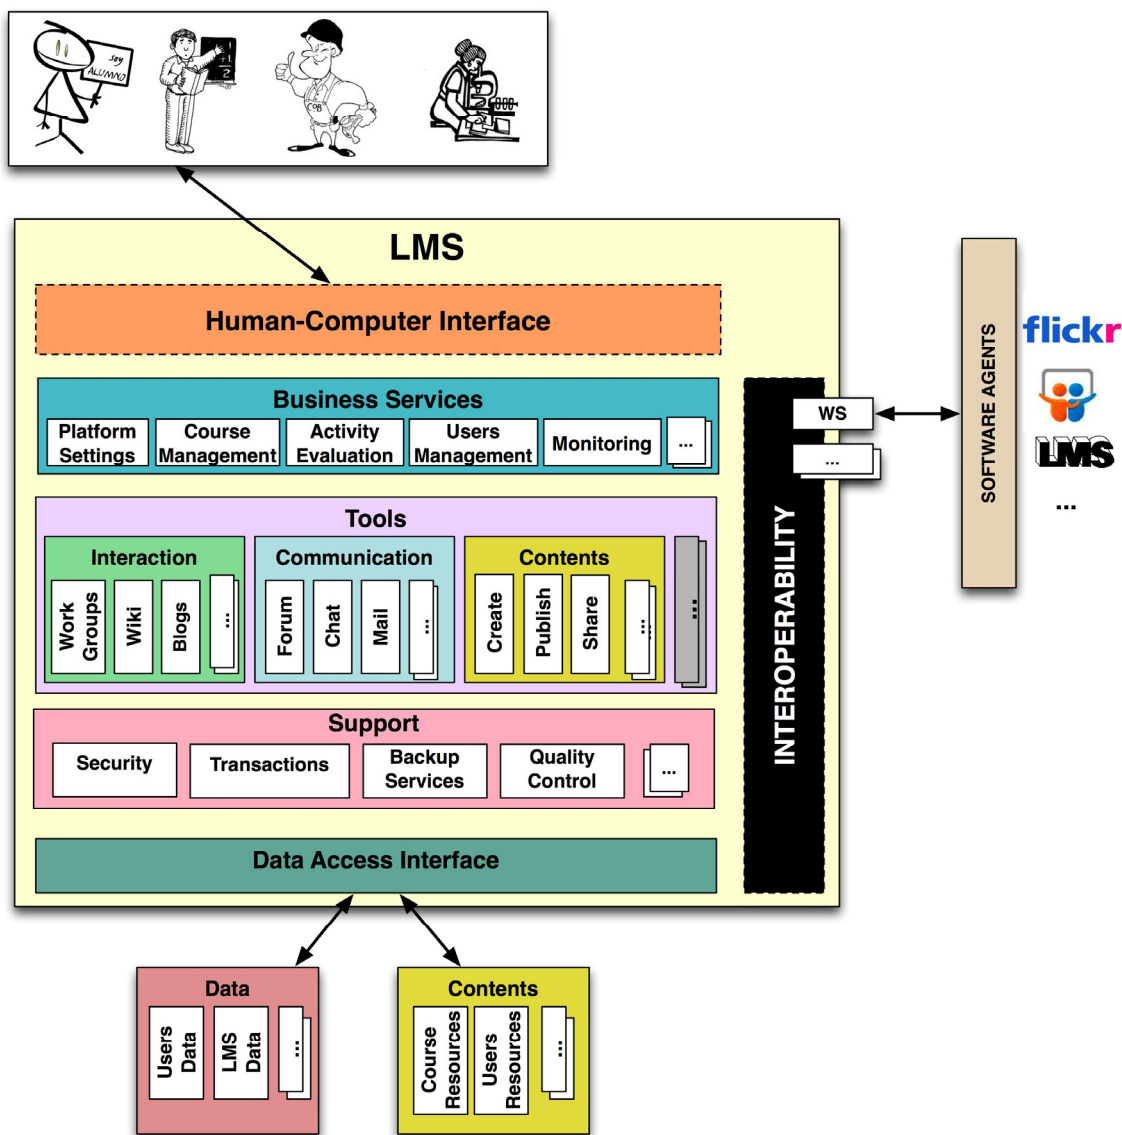 SOY
ALUMNO
+1
2
COB
LMS
Human-Computer Interface
Business Services
Platform
Settings
Course
Management
Activity
Evaluation
Users
Management
Monitoring
...
WS
...
Tools
Interaction
Work
Groups
Wiki
Blogs
...
Communication
Forum
Chat
Mail
...
Contents
Create
Publish
Share
...
...
Support
Security
Transactions
Backup
Services
Quality
Control
...
Data Access Interface
INTEROPERABILITY
SOFTWARE AGENTS
flickr
LMS
...
Data
Users
Data
LMS
Data
...
Contents
Course
Resources
Users
Resources
...